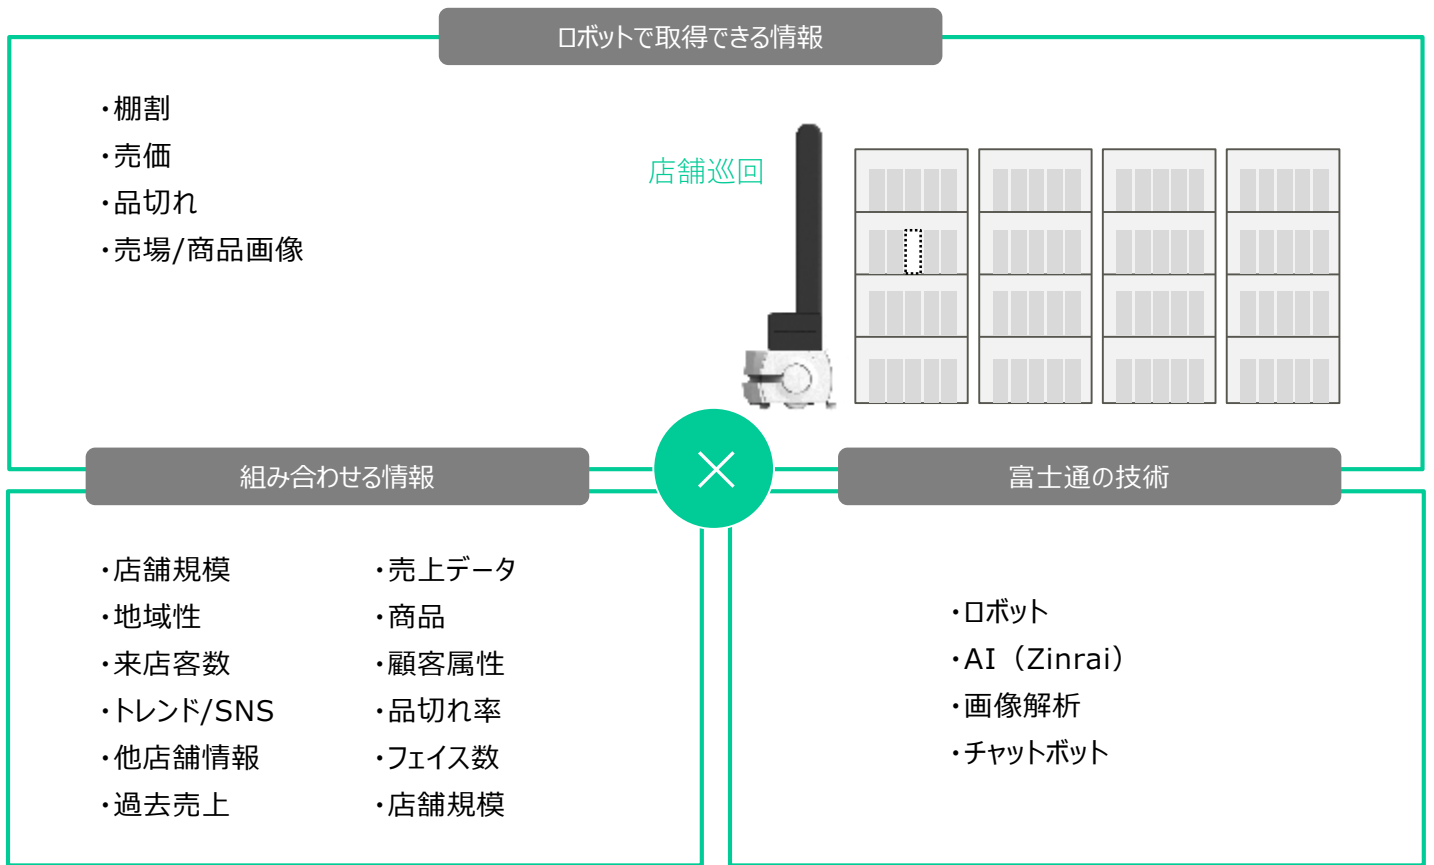 ロボットで取得できる情報
・棚割
・売価
・品切れ
・売場/商品画像
店舗巡回
×
組み合わせる情報
・店舗規模
・地域性
・来店客数
・トレンド/SNS
・他店舗情報
・過去売上
・売上データ
・商品
・顧客属性
・品切れ率
・フェイス数
・店舗規模
富士通の技術
・ロボット
・AI（Zinrai）
・画像解析
・チャットボット